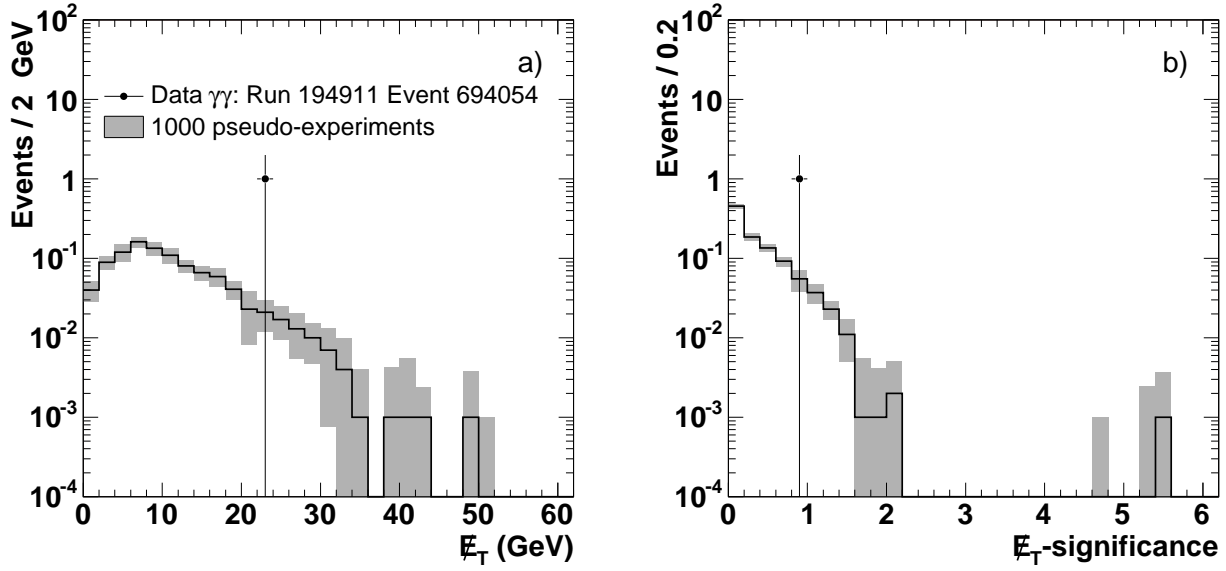 Events / 2 GeV
10²
10
1
10⁻¹
10⁻²
10⁻³
10⁻⁴
a)
Data γγ: Run 194911 Event 694054
1000 pseudo-experiments
0 10 20 30 40 50 60
E̸_T (GeV)
Events / 0.2
10²
10
1
10⁻¹
10⁻²
10⁻³
10⁻⁴
b)
0 1 2 3 4 5 6
E̸_T-significance